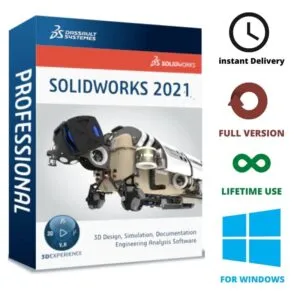 DASSAULT
SYSTEMES
SOLIDWORKS
SOLIDWORKS 2021
PROFESSIONAL
3D
V.R
3DEXPERIENCE
3D Design, Simulation, Documentation
Engineering Analysis Software
instant Delivery
FULL VERSION
LIFETIME USE
FOR WINDOWS